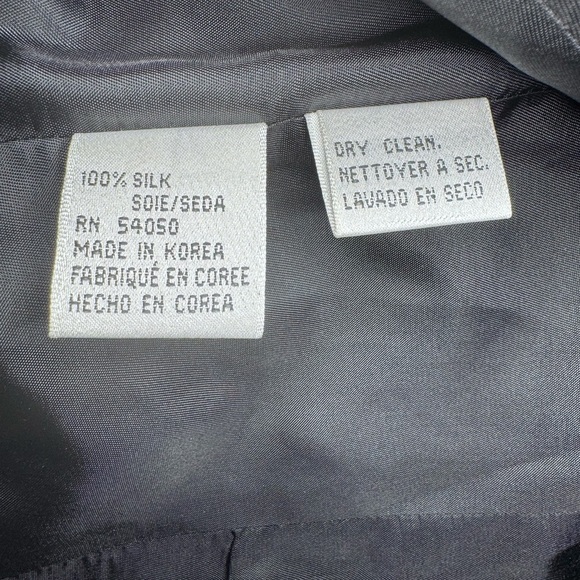 100% SILK
SOIE/SEDA
RN 54050
MADE IN KOREA
FABRIQUÉ EN COREE
HECHO EN COREA
DRY CLEAN.
NETTOYER A SEC.
LAVADO EN SECO